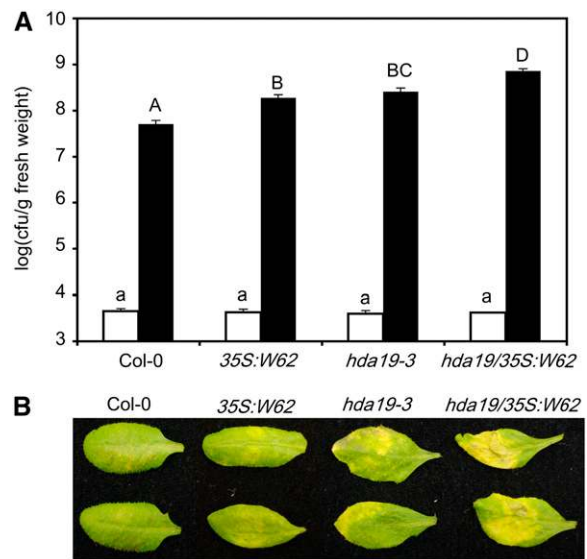 A
10
9
8
7
6
5
4
3
log(cfu/g fresh weight)
A
B
BC
D
a
a
a
a
Col-0 35S:W62 hda19-3 hda19/35S:W62
B
Col-0 35S:W62 hda19-3 hda19/35S:W62